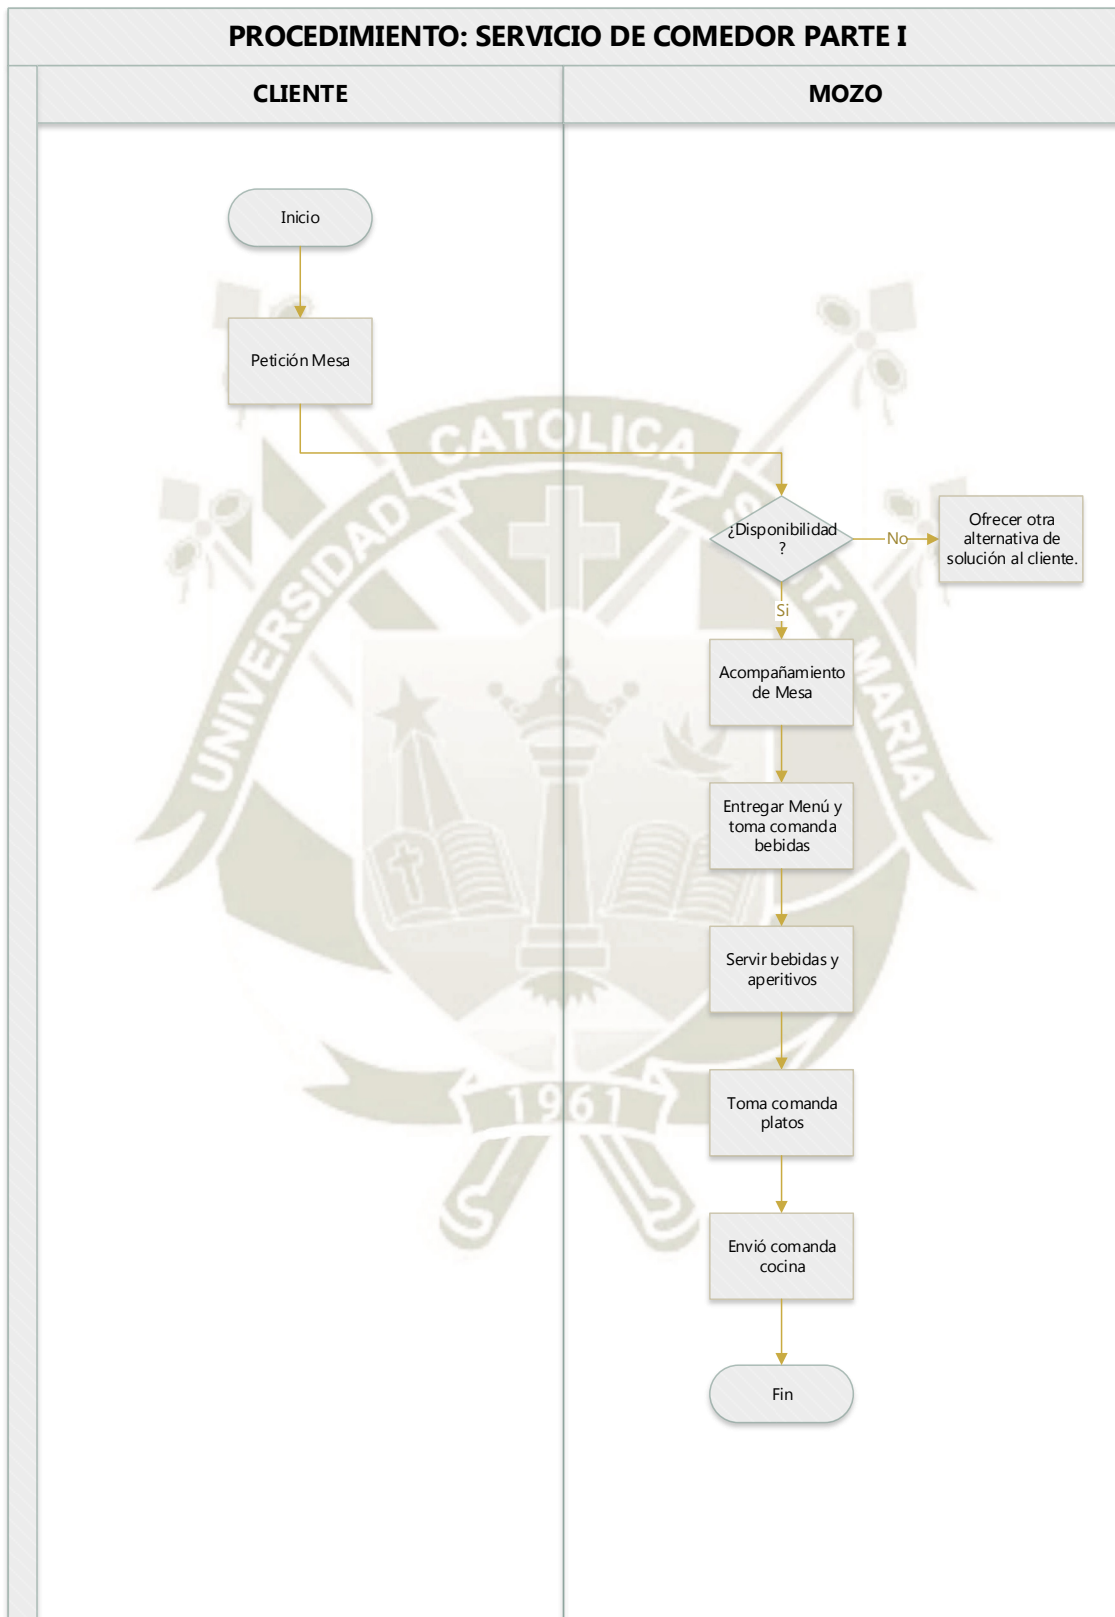 PROCEDIMIENTO: SERVICIO DE COMEDOR PARTE I
CLIENTE
MOZO
Inicio
Petición Mesa
¿Disponibilidad
?
No
Ofrecer otra
alternativa de
solución al cliente.
Si
Acompañamiento
de Mesa
Entregar Menú y
toma comanda
bebidas
Servir bebidas y
aperitivos
Toma comanda
platos
Envió comanda
cocina
Fin
UNIVERSIDAD
CATOLICA
MARIA
1961